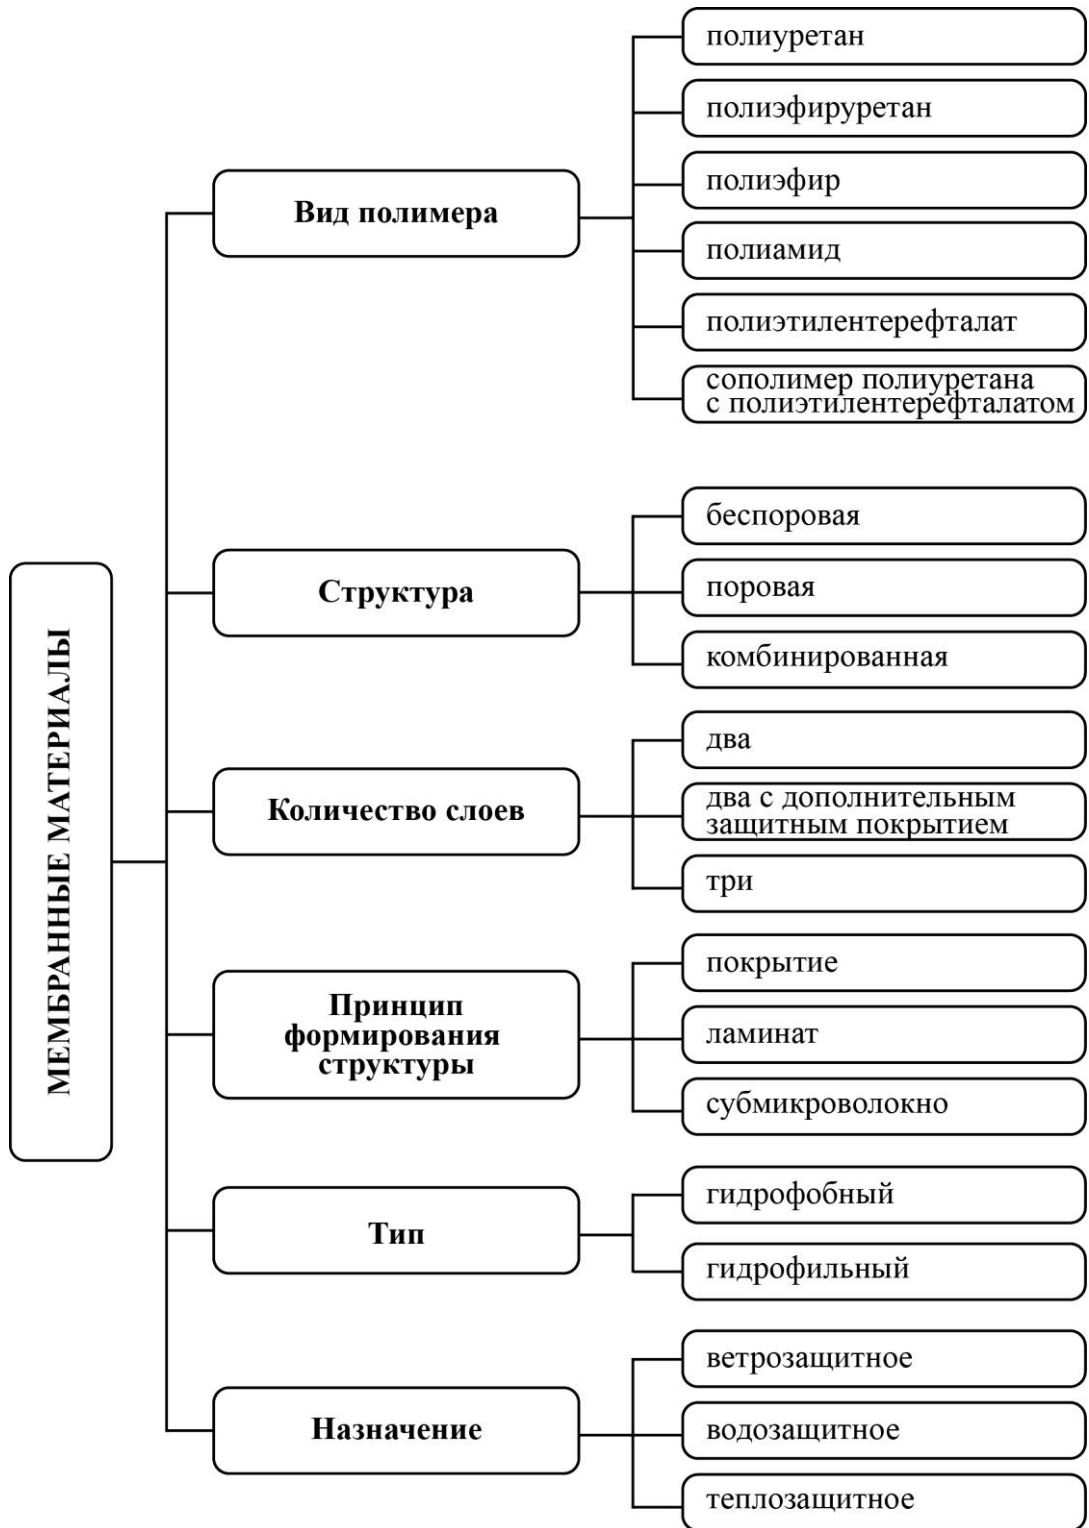 МЕМБРАННЫЕ МАТЕРИАЛЫ
Вид полимера
полиуретан
полиэфируретан
полиэфир
полиамид
полиэтилентерефталат
сополимер полиуретана
с полиэтилентерефталатом
Структура
беспоровая
поровая
комбинированная
Количество слоев
два
два с дополнительным
защитным покрытием
три
Принцип
формирования
структуры
покрытие
ламинат
субмикроволокно
Тип
гидрофобный
гидрофильный
Назначение
ветрозащитное
водозащитное
теплозащитное